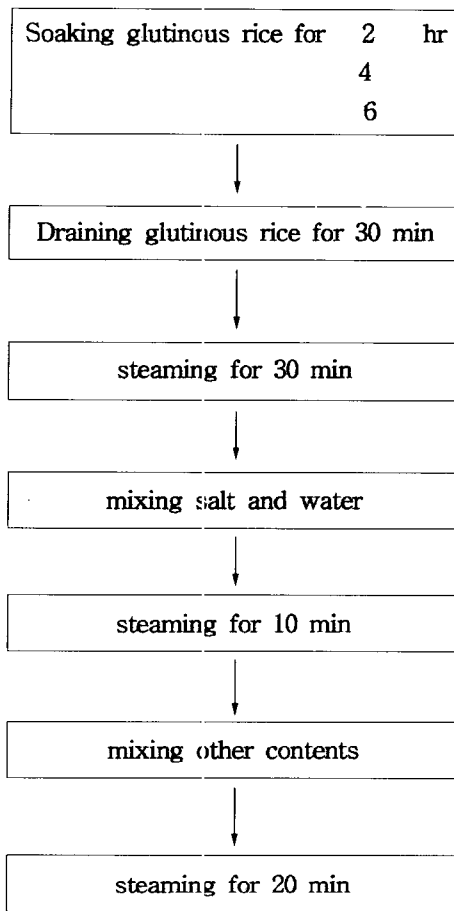 Soaking glutinous rice for 2 hr
4
6
Draining glutinous rice for 30 min
steaming for 30 min
mixing salt and water
steaming for 10 min
mixing other contents
steaming for 20 min